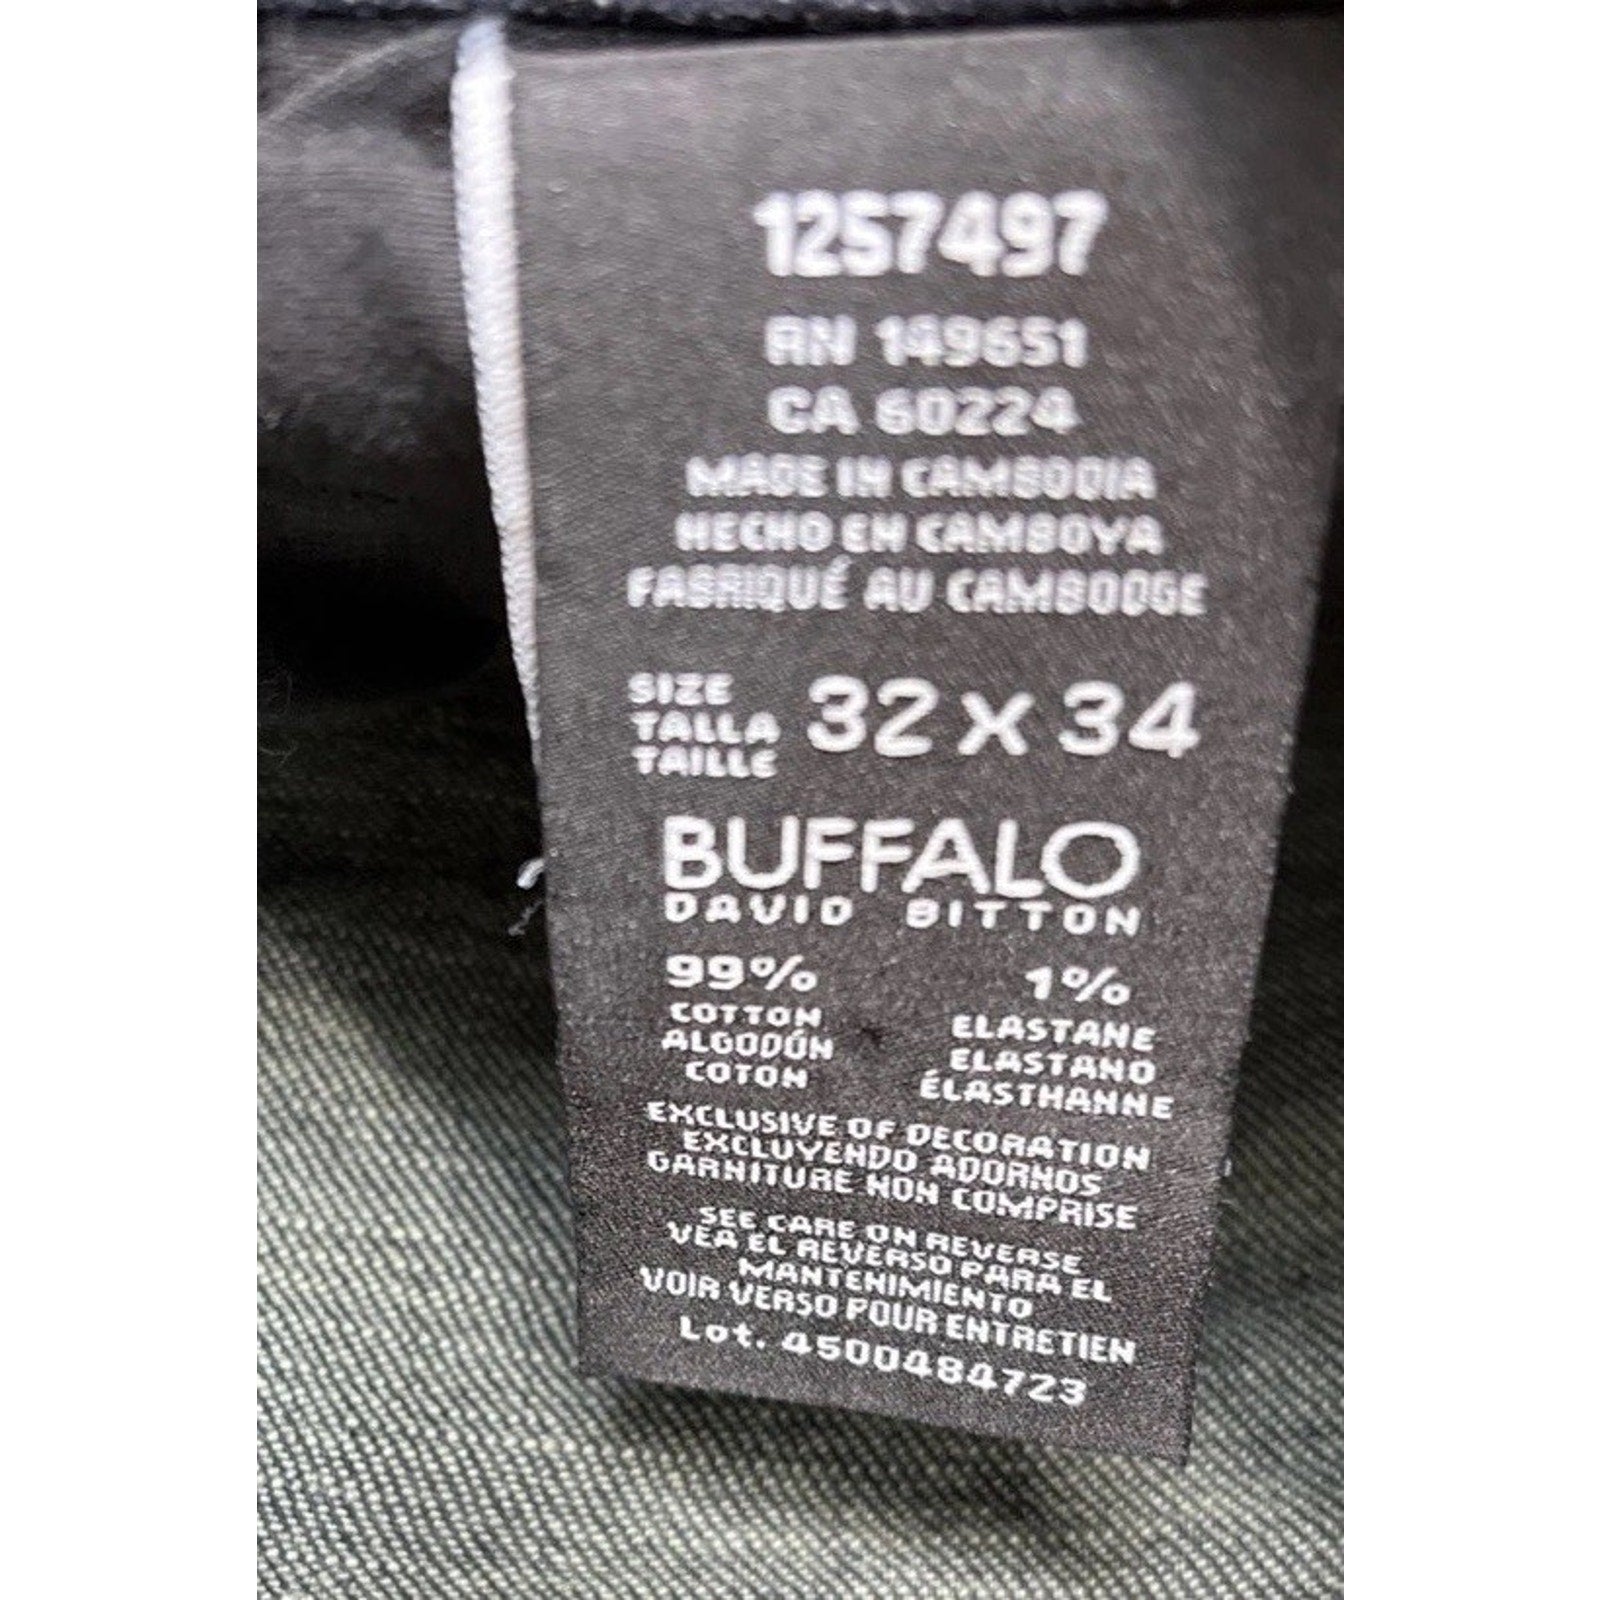 1257497
RN 149651
CA 60224
MADE IN CAMBODIA
HECHO EN CAMBOYA
FABRIQUÉ AU CAMBODGE
SIZE
TALLA
TAILLE
32 X 34
BUFFALO
DAVID BITTON
99% 1%
COTTON ELASTANE
ALGODÓN ELASTANO
COTON ÉLASTHANNE
EXCLUSIVE OF DECORATION
EXCLUYENDO ADORNOS
GARNITURE NON COMPRISE
SEE CARE ON REVERSE
VEA EL REVERSO PARA EL
MANTENIMIENTO
VOIR VERSO POUR ENTRETIEN
Lot. 4500484723